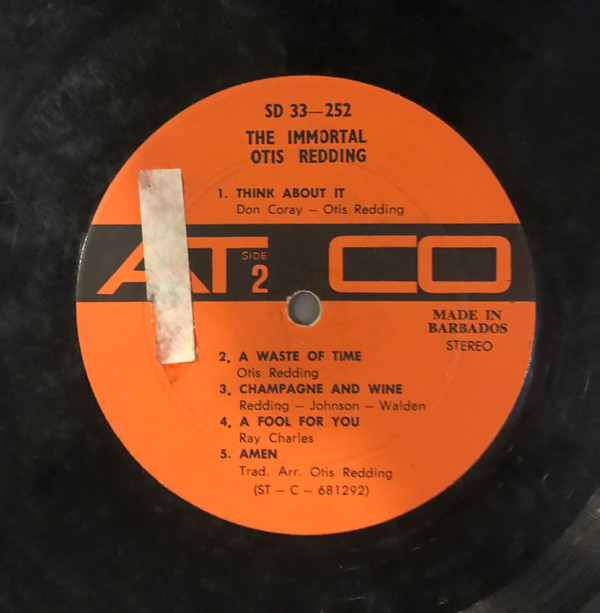 SD 33—252
THE IMMORTAL
OTIS REDDING
1. THINK ABOUT IT
Don Coray – Otis Redding
ATCO
SIDE
2
MADE IN
BARBADOS
STEREO
2. A WASTE OF TIME
Otis Redding
3. CHAMPAGNE AND WINE
Redding – Johnson – Walden
4. A FOOL FOR YOU
Ray Charles
5. AMEN
Trad. Arr. Otis Redding
(ST – C – 681292)